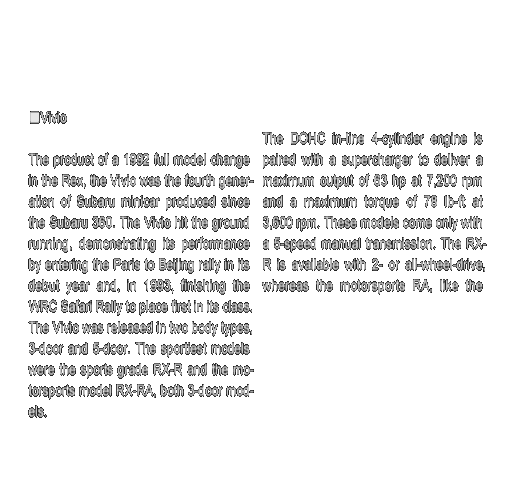 ■Vivio
The product of a 1992 full model change
in the Rex, the Vivio was the fourth gener-
ation of Subaru minicar produced since
the Subaru 360. The Vivio hit the ground
running, demonstrating its performance
by entering the Paris to Beijing rally in its
debut year and, in 1993, finishing the
WRC Safari Rally to place first in its class.
The Vivio was released in two body types,
3-door and 5-door. The sportiest models
were the sports grade RX-R and the mo-
torsports model RX-RA, both 3-door mod-
els.
The DOHC in-line 4-cylinder engine is
paired with a supercharger to deliver a
maximum output of 63 hp at 7,200 rpm
and a maximum torque of 78 lb-ft at
3,600 rpm. These models come only with
a 5-speed manual transmission. The RX-
R is available with 2- or all-wheel-drive,
whereas the motorsports RA, like the